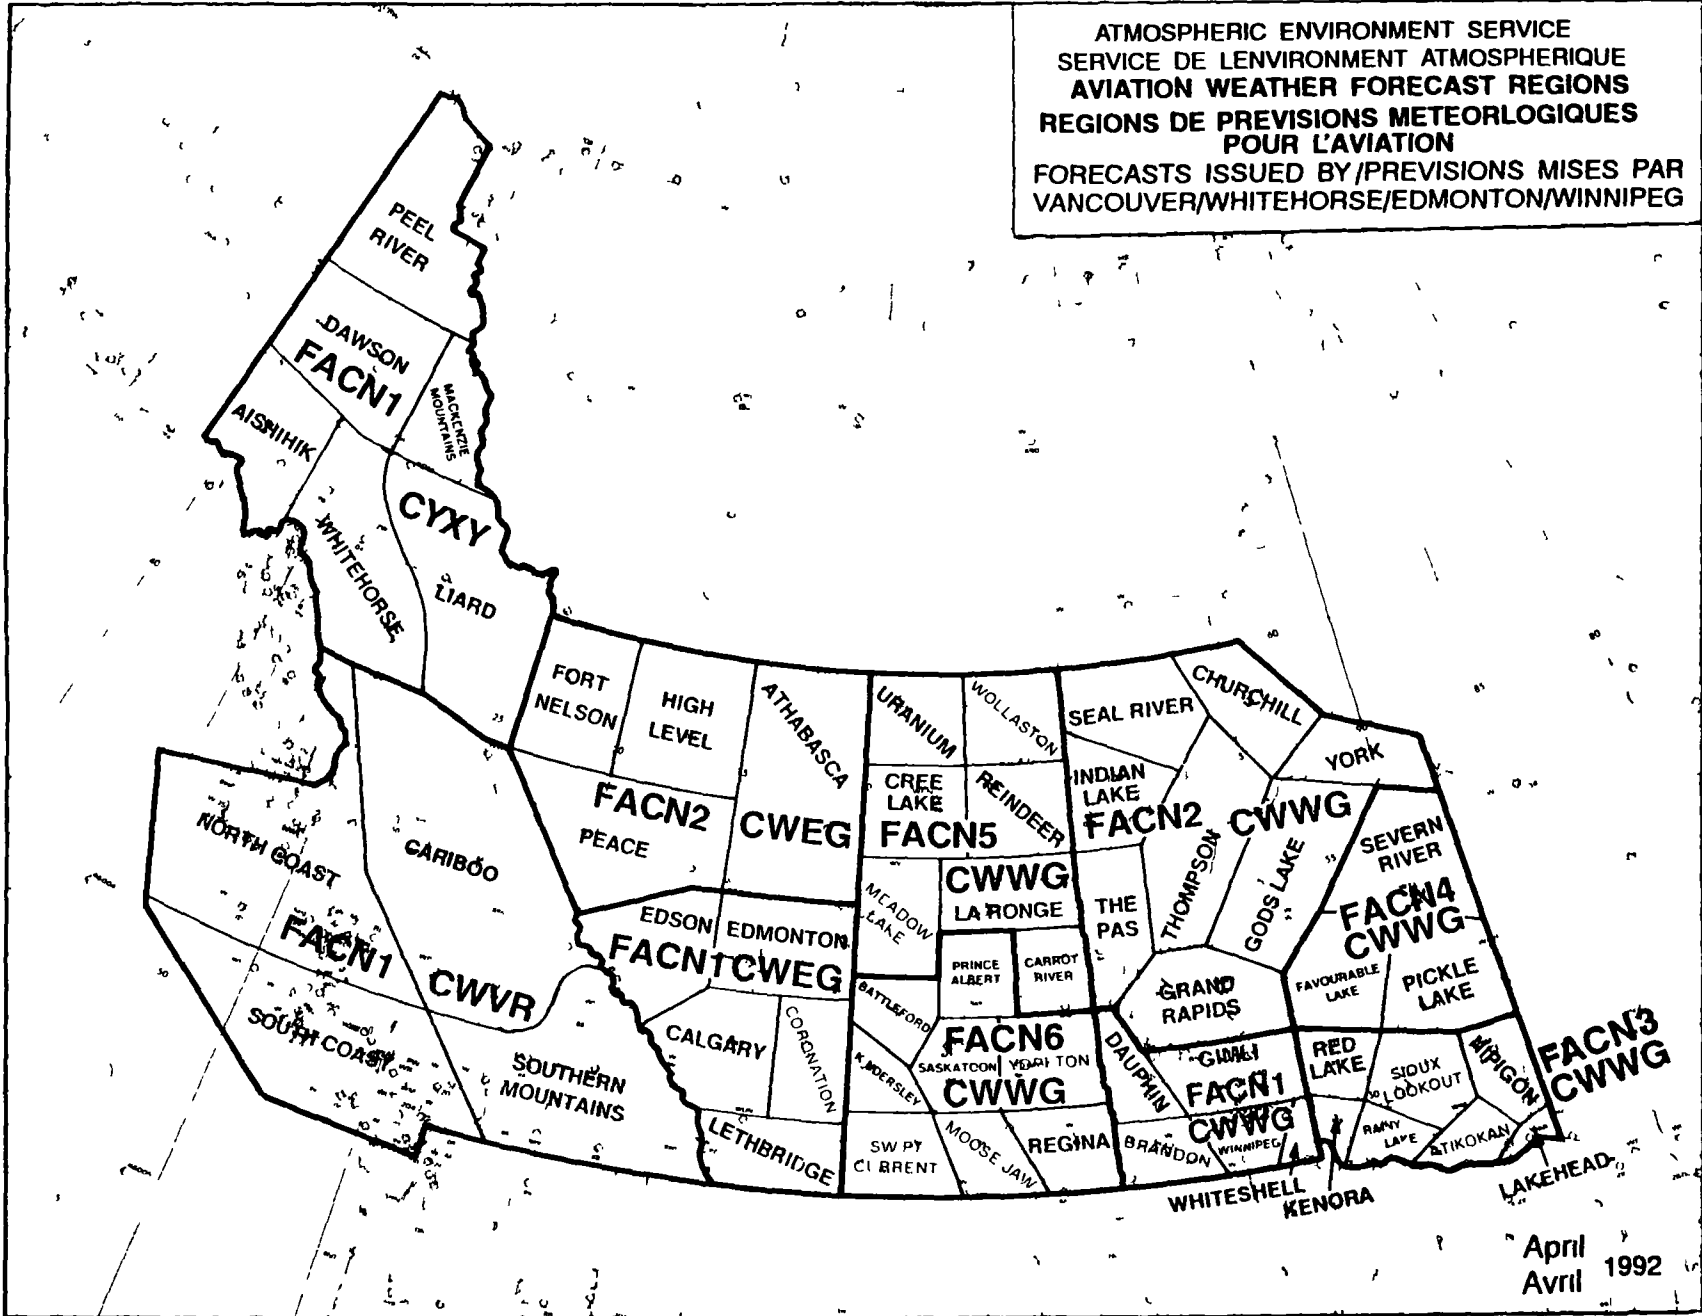 ATMOSPHERIC ENVIRONMENT SERVICE
SERVICE DE LENVIRONMENT ATMOSPHERIQUE
AVIATION WEATHER FORECAST REGIONS
REGIONS DE PREVISIONS METEORLOGIQUES
POUR L'AVIATION
FORECASTS ISSUED BY/PREVISIONS MISES PAR
VANCOUVER/WHITEHORSE/EDMONTON/WINNIPEG
PEEL
RIVER
DAWSON
FACN1
MACKENZIE
MOUNTAINS
AISHIHIK
CYXY
WHITEHORSE
LIARD
FORT
NELSON
HIGH
LEVEL
ATHABASCA
FACN2
PEACE
CWEG
URANIUM
WOLLASTON
CREE
LAKE
REINDEER
FACN5
CWWG
MEADOW
LAKE
LA RONGE
SEAL RIVER
CHURCHILL
YORK
INDIAN
LAKE
FACN2
CWWG
THE
PAS
THOMPSON
GODS LAKE
GRAND
RAPIDS
SEVERN
RIVER
FACN4
CWWG
FAVOURABLE
LAKE
PICKLE
LAKE
NORTH COAST
CARIBOO
FACN1
CWVR
SOUTH COAST
SOUTHERN
MOUNTAINS
EDSON
EDMONTON
FACN1 CWEG
CALGARY
CORONATION
LETHBRIDGE
PRINCE
ALBERT
CARROT
RIVER
BATTLEFORD
FACN6
SASKATOON
CWWG
MOOSE JAW
REGINA
DAUPHIN
GIMLI
FACN1
CWWG
BRANDON
WINNIPEG
WHITESHELL
KENORA
RED
LAKE
SIOUX
LOOKOUT
NIPIGON
RAINY
LAKE
ATIKOKAN
LAKEHEAD
FACN3
CWWG
April
Avril
1992